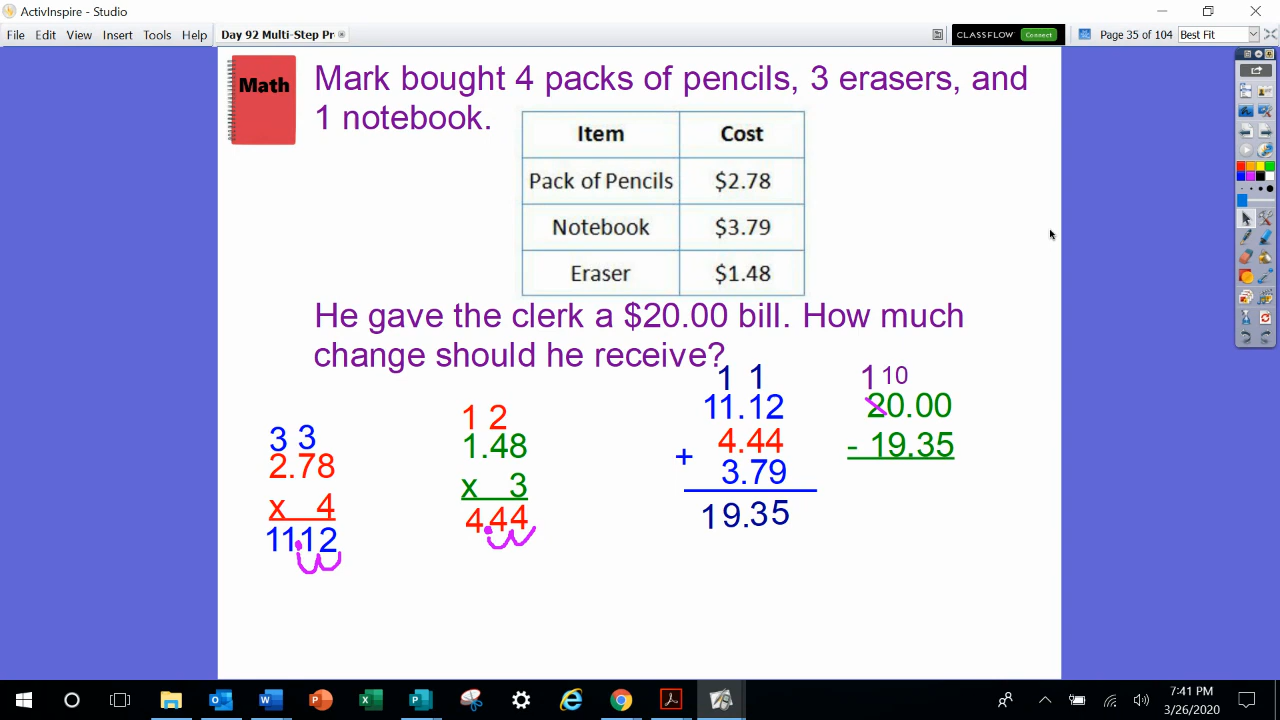 ActivInspire - Studio
File Edit View Insert Tools Help Day 92 Multi-Step Pr CLASSFLOW Connect Page 35 of 104 Best Fit
Math
Mark bought 4 packs of pencils, 3 erasers, and
1 notebook.
Item Cost
Pack of Pencils $2.78
Notebook $3.79
Eraser $1.48
He gave the clerk a $20.00 bill. How much
change should he receive?
3 3
2.78
x 4
11.12
1 2
1.48
x 3
4.44
1 1
11.12
4.44
+ 3.79
19.35
1 10
20.00
- 19.35
7:41 PM
3/26/2020